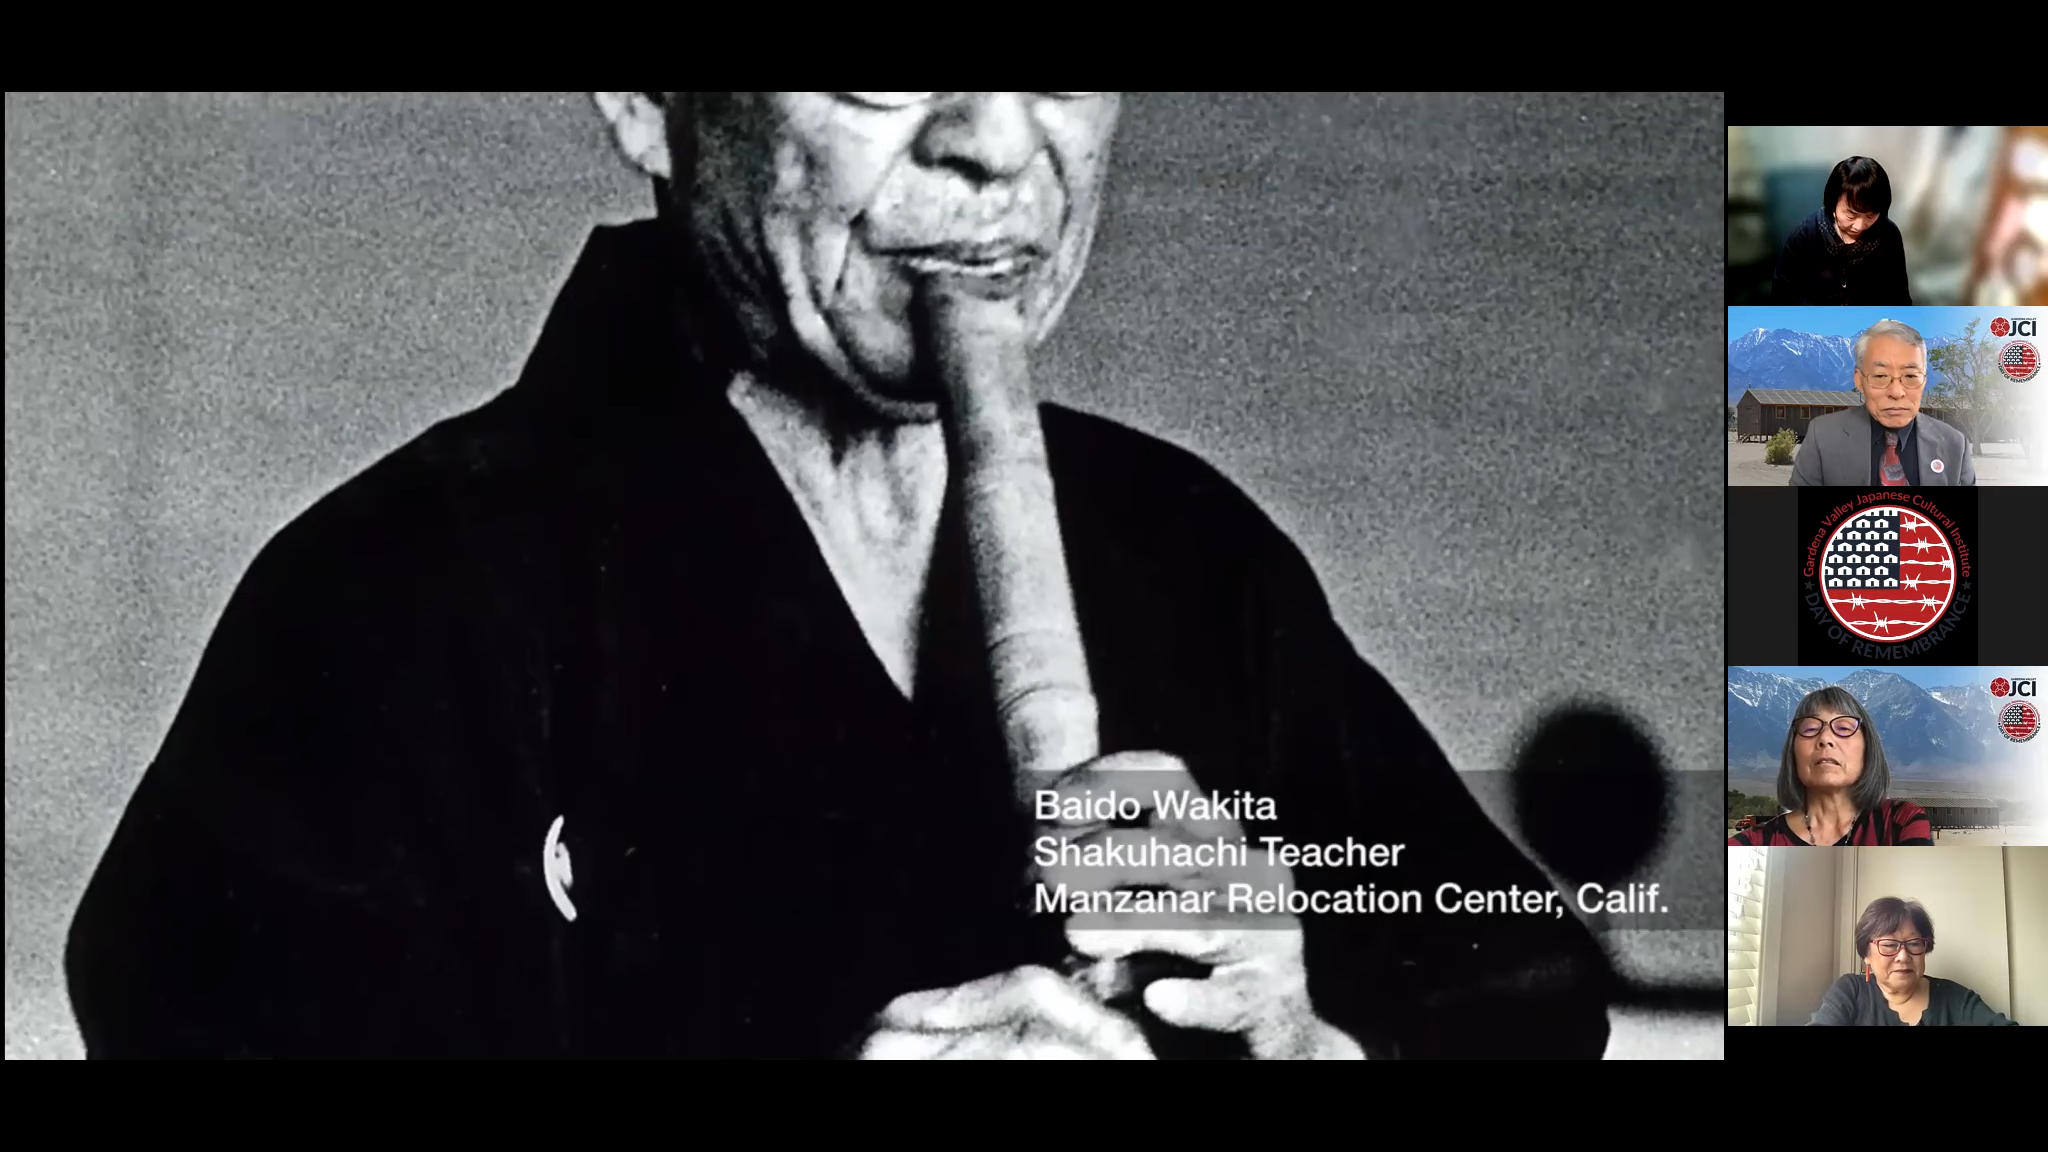 Baido Wakita
Shakuhachi Teacher
Manzanar Relocation Center, Calif.
JCI
Gardena Valley Japanese Cultural Institute
DAY OF REMEMBRANCE
JCI